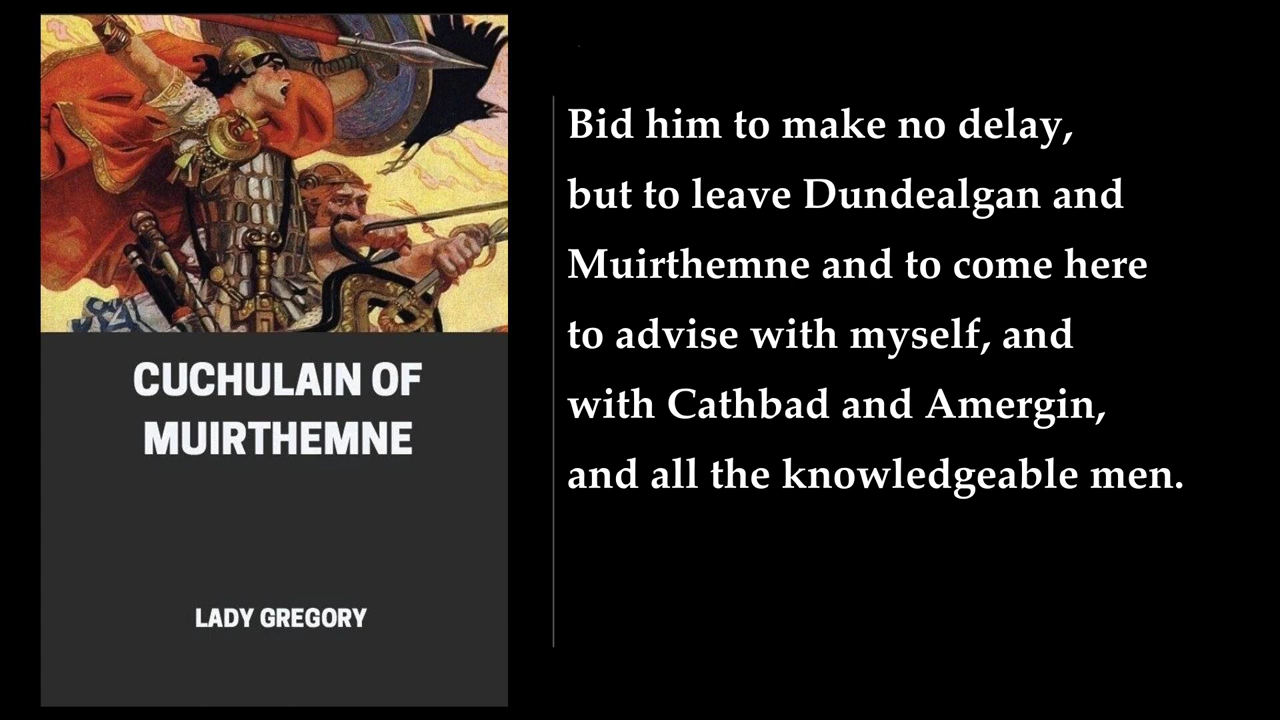 CUCHULAIN OF
MUIRTHEMNE
LADY GREGORY
Bid him to make no delay,
but to leave Dundealgan and
Muirthemne and to come here
to advise with myself, and
with Cathbad and Amergin,
and all the knowledgeable men.